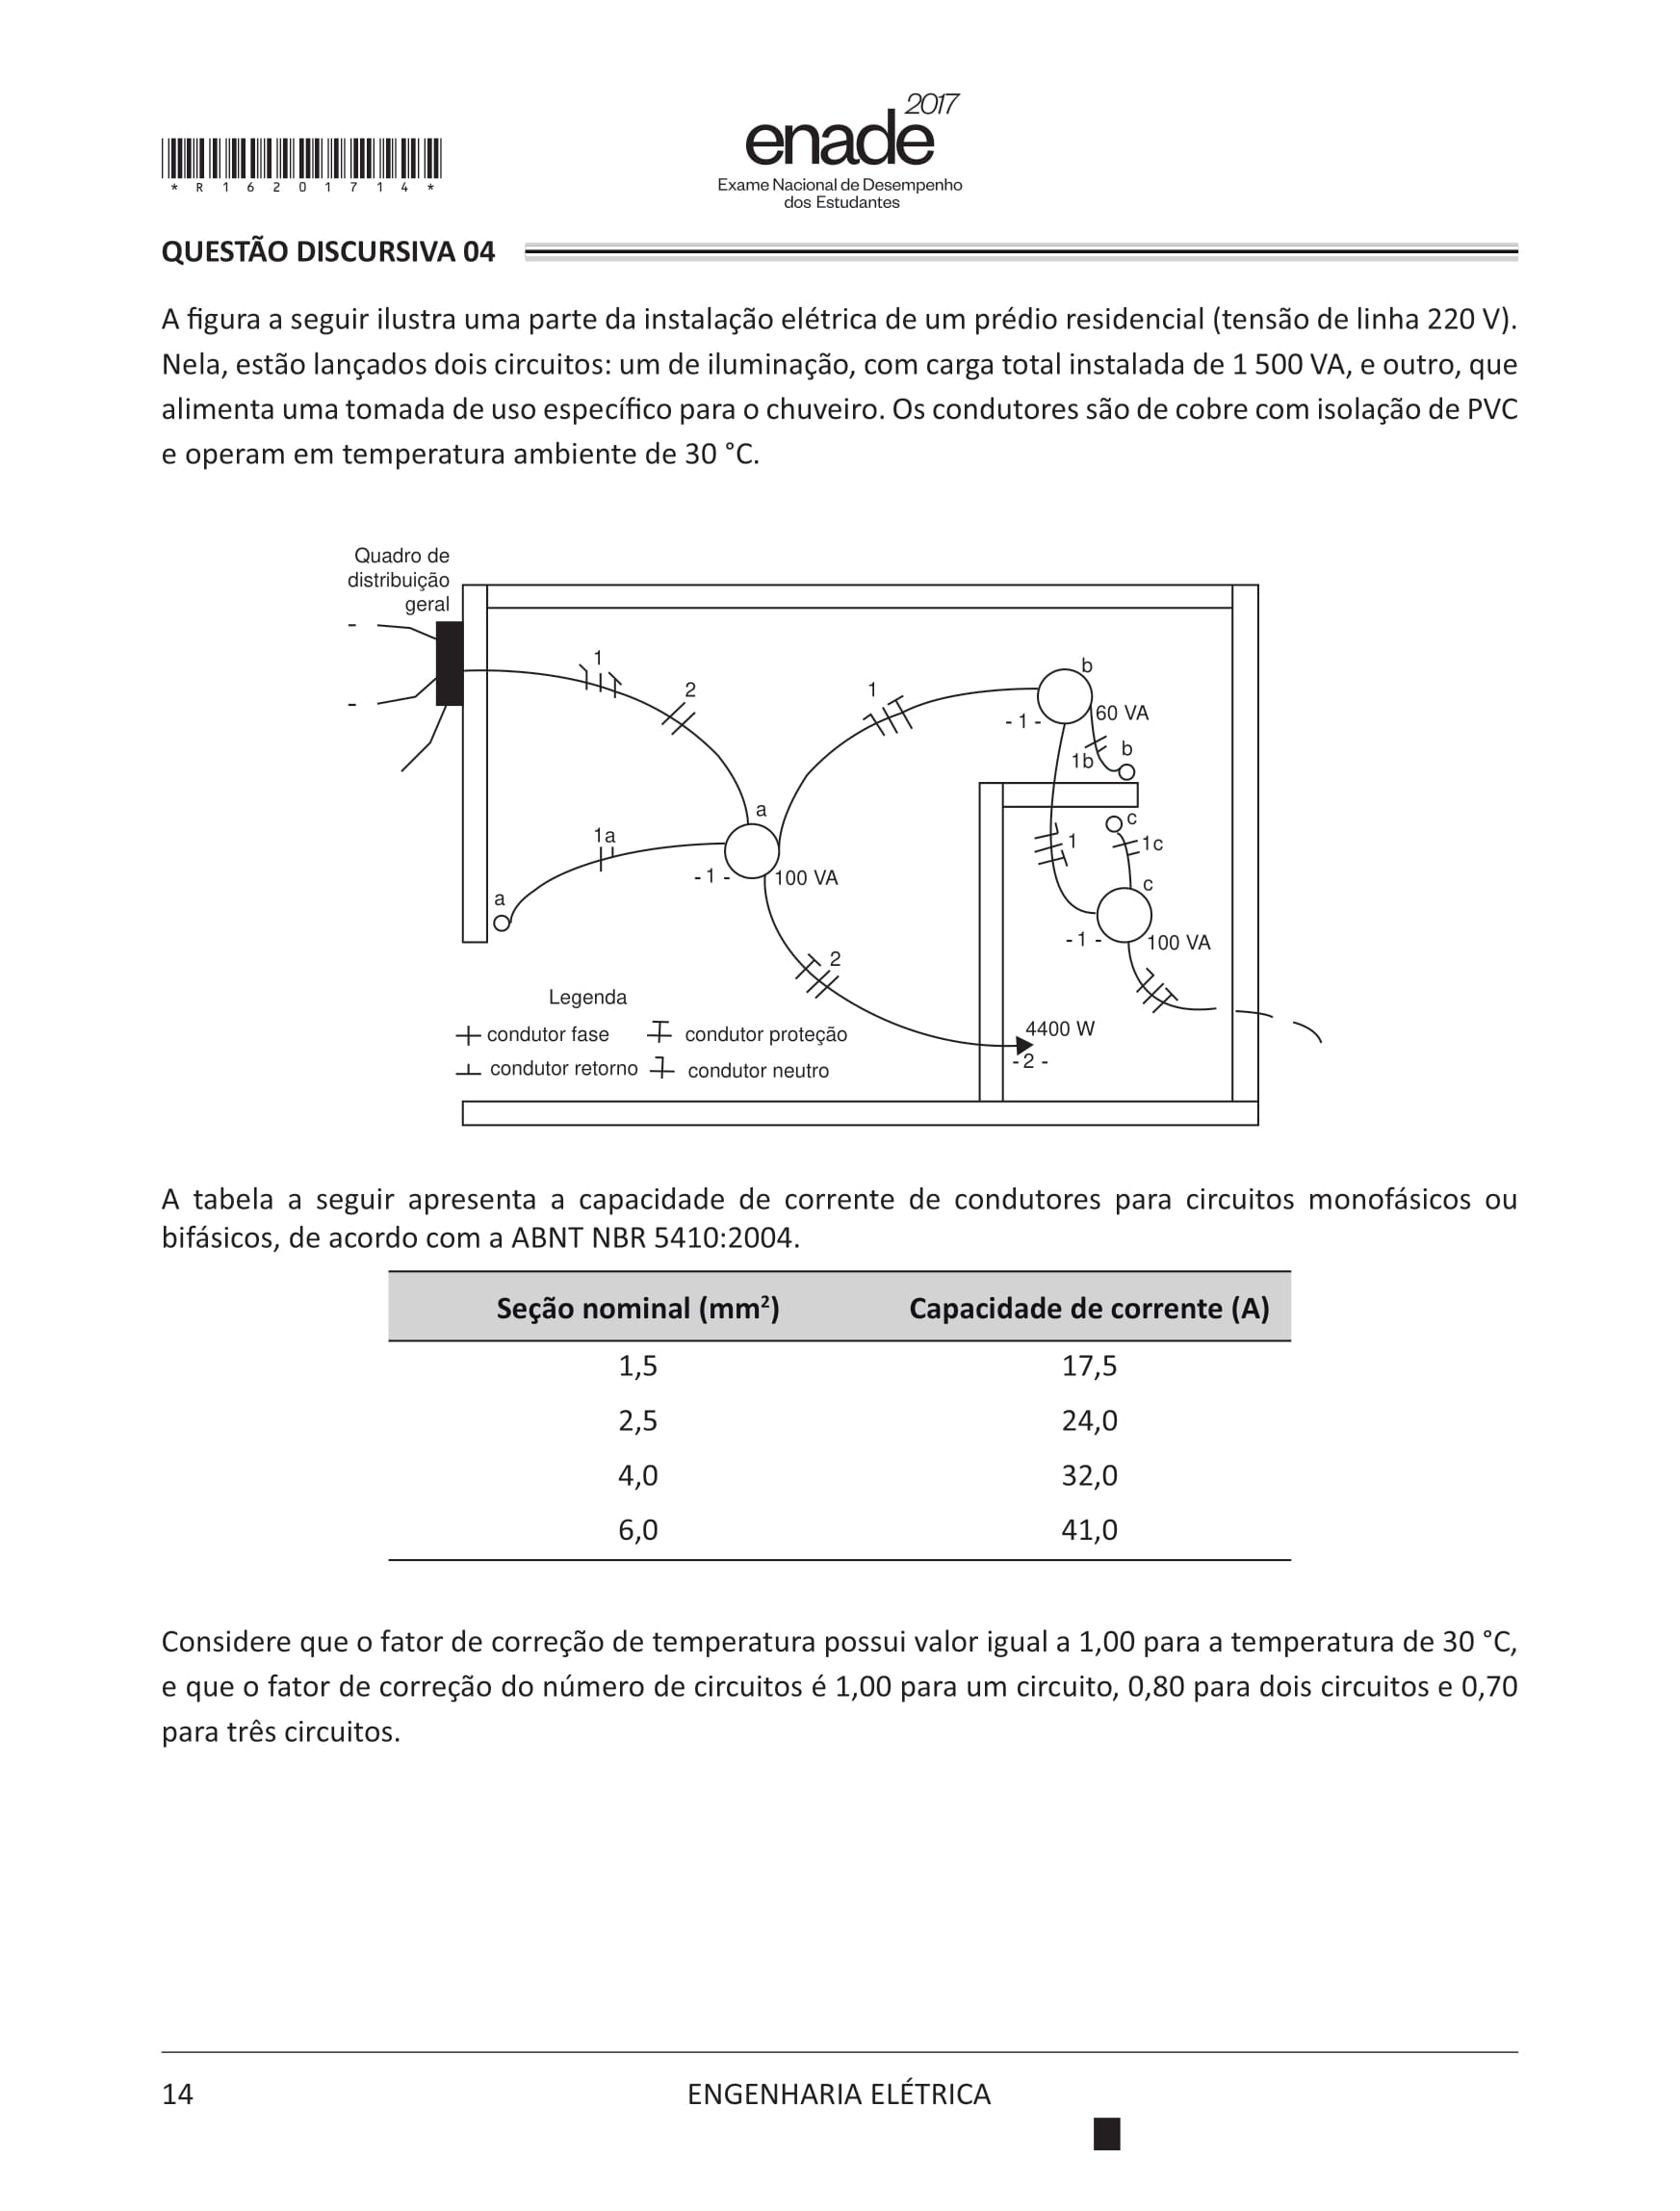 2017
enade
Exame Nacional de Desempenho
dos Estudantes
* R 1 6 2 0 1 7 1 4 *
QUESTÃO DISCURSIVA 04
A figura a seguir ilustra uma parte da instalação elétrica de um prédio residencial (tensão de linha 220 V).
Nela, estão lançados dois circuitos: um de iluminação, com carga total instalada de 1 500 VA, e outro, que
alimenta uma tomada de uso específico para o chuveiro. Os condutores são de cobre com isolação de PVC
e operam em temperatura ambiente de 30 °C.
Quadro de
distribuição
geral
-
-
1
2
1
b
- 1 -
60 VA
1b
b
a
1a
- 1 -
100 VA
a
c
1
1c
c
- 1 -
100 VA
2
4400 W
- 2 -
Legenda
condutor fase
condutor proteção
condutor retorno
condutor neutro
A tabela a seguir apresenta a capacidade de corrente de condutores para circuitos monofásicos ou
bifásicos, de acordo com a ABNT NBR 5410:2004.
Seção nominal (mm²) Capacidade de corrente (A)
1,5 17,5
2,5 24,0
4,0 32,0
6,0 41,0
Considere que o fator de correção de temperatura possui valor igual a 1,00 para a temperatura de 30 °C,
e que o fator de correção do número de circuitos é 1,00 para um circuito, 0,80 para dois circuitos e 0,70
para três circuitos.
14
ENGENHARIA ELÉTRICA